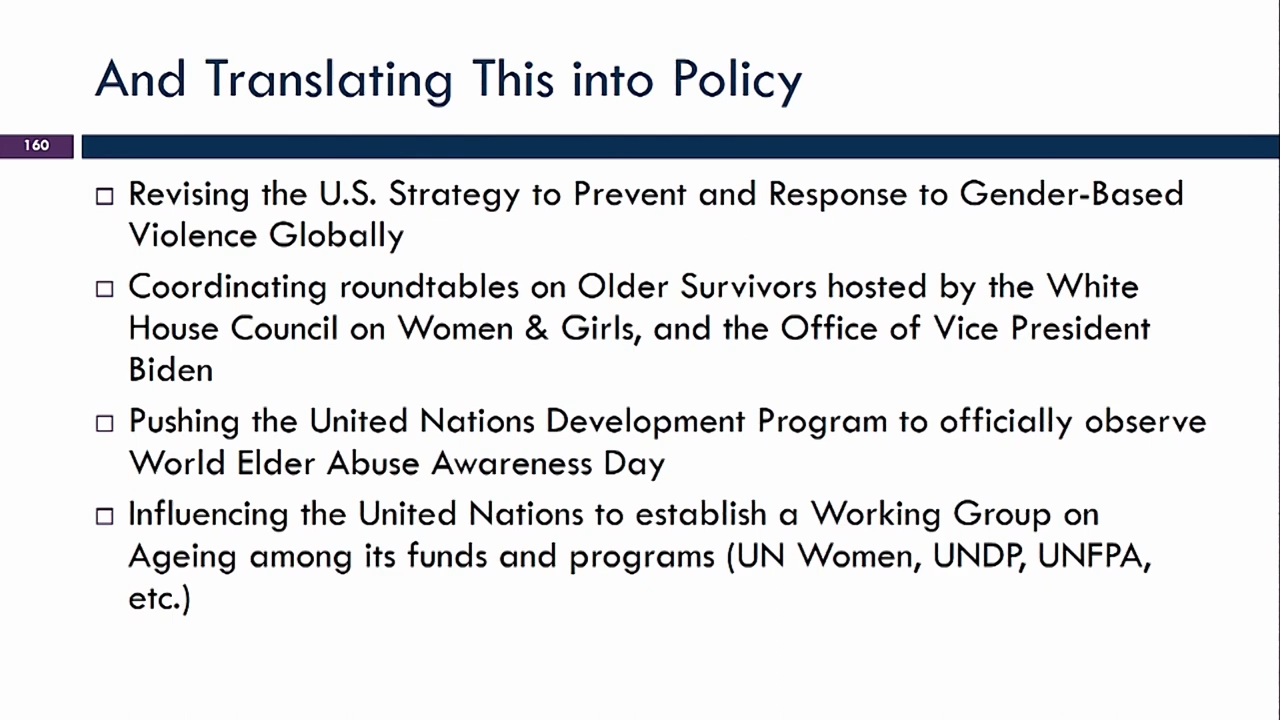 And Translating This into Policy
160
Revising the U.S. Strategy to Prevent and Response to Gender-Based
Violence Globally
Coordinating roundtables on Older Survivors hosted by the White
House Council on Women & Girls, and the Office of Vice President
Biden
Pushing the United Nations Development Program to officially observe
World Elder Abuse Awareness Day
Influencing the United Nations to establish a Working Group on
Ageing among its funds and programs (UN Women, UNDP, UNFPA,
etc.)